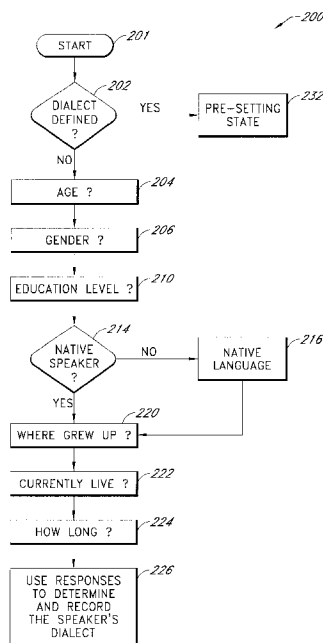 200
START
201
202
DIALECT
DEFINED
?
YES
PRE-SETTING
STATE
232
NO
AGE ?
204
GENDER ?
206
EDUCATION LEVEL ?
210
214
NATIVE
SPEAKER
?
NO
NATIVE
LANGUAGE
216
YES
220
WHERE GREW UP ?
222
CURRENTLY LIVE ?
224
HOW LONG ?
226
USE RESPONSES
TO DETERMINE
AND RECORD
THE SPEAKER'S
DIALECT